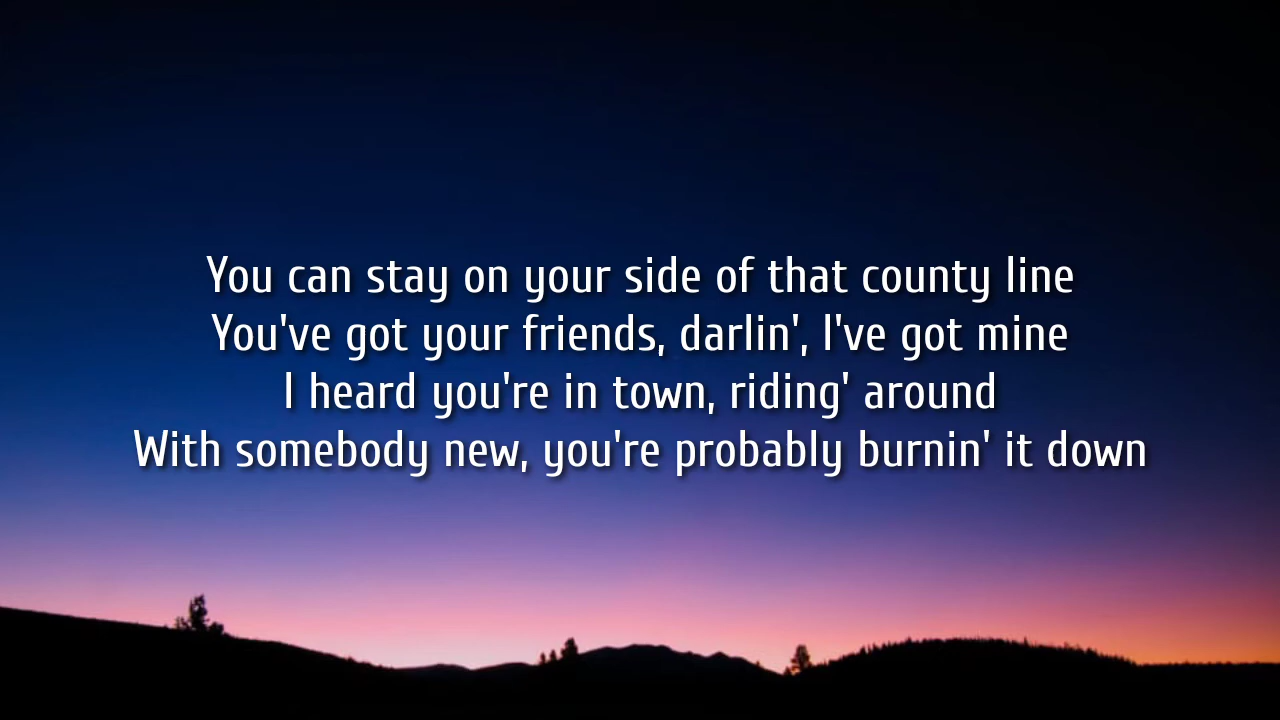 You can stay on your side of that county line
You've got your friends, darlin', I've got mine
I heard you're in town, riding' around
With somebody new, you're probably burnin' it down